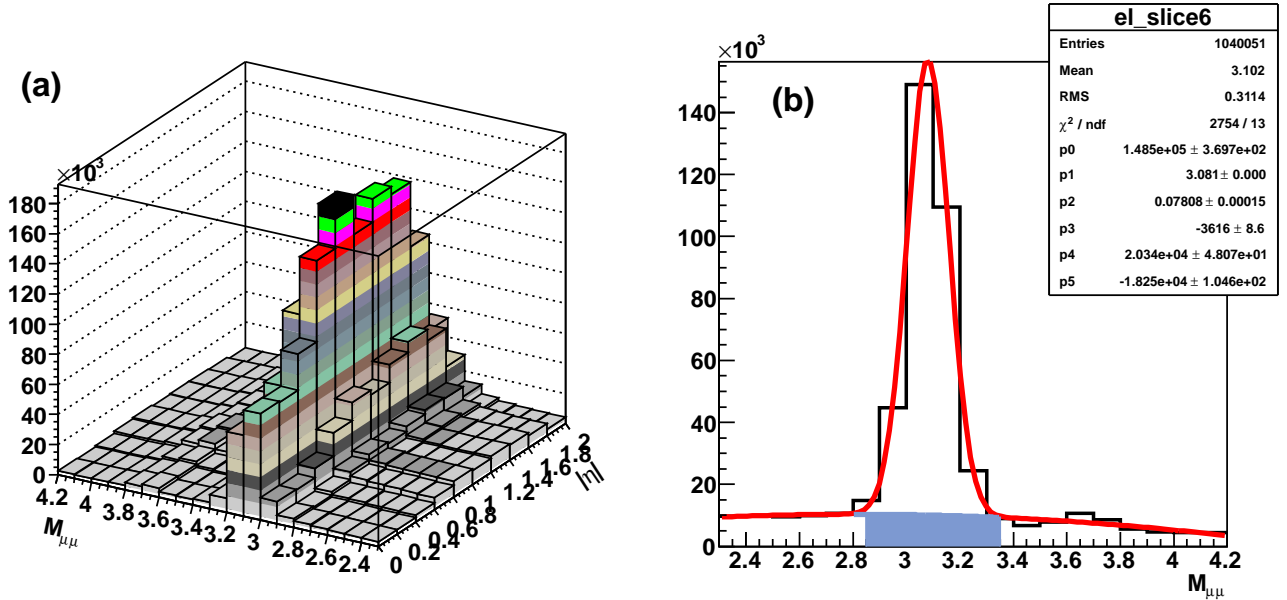 (a)
×10³
180
160
140
120
100
80
60
40
20
0
4.2 4 3.8 3.6 3.4 3.2 3 2.8 2.6 2.4
M_μμ
0 0.2 0.4 0.6 0.8 1 1.2 1.4 1.6 1.8 2
|η|
(b)
×10³
140
120
100
80
60
40
20
0
2.4 2.6 2.8 3 3.2 3.4 3.6 3.8 4 4.2
M_μμ
el_slice6
Entries 1040051
Mean 3.102
RMS 0.3114
χ² / ndf 2754 / 13
p0 1.485e+05 ± 3.697e+02
p1 3.081 ± 0.000
p2 0.07808 ± 0.00015
p3 -3616 ± 8.6
p4 2.034e+04 ± 4.807e+01
p5 -1.825e+04 ± 1.046e+02